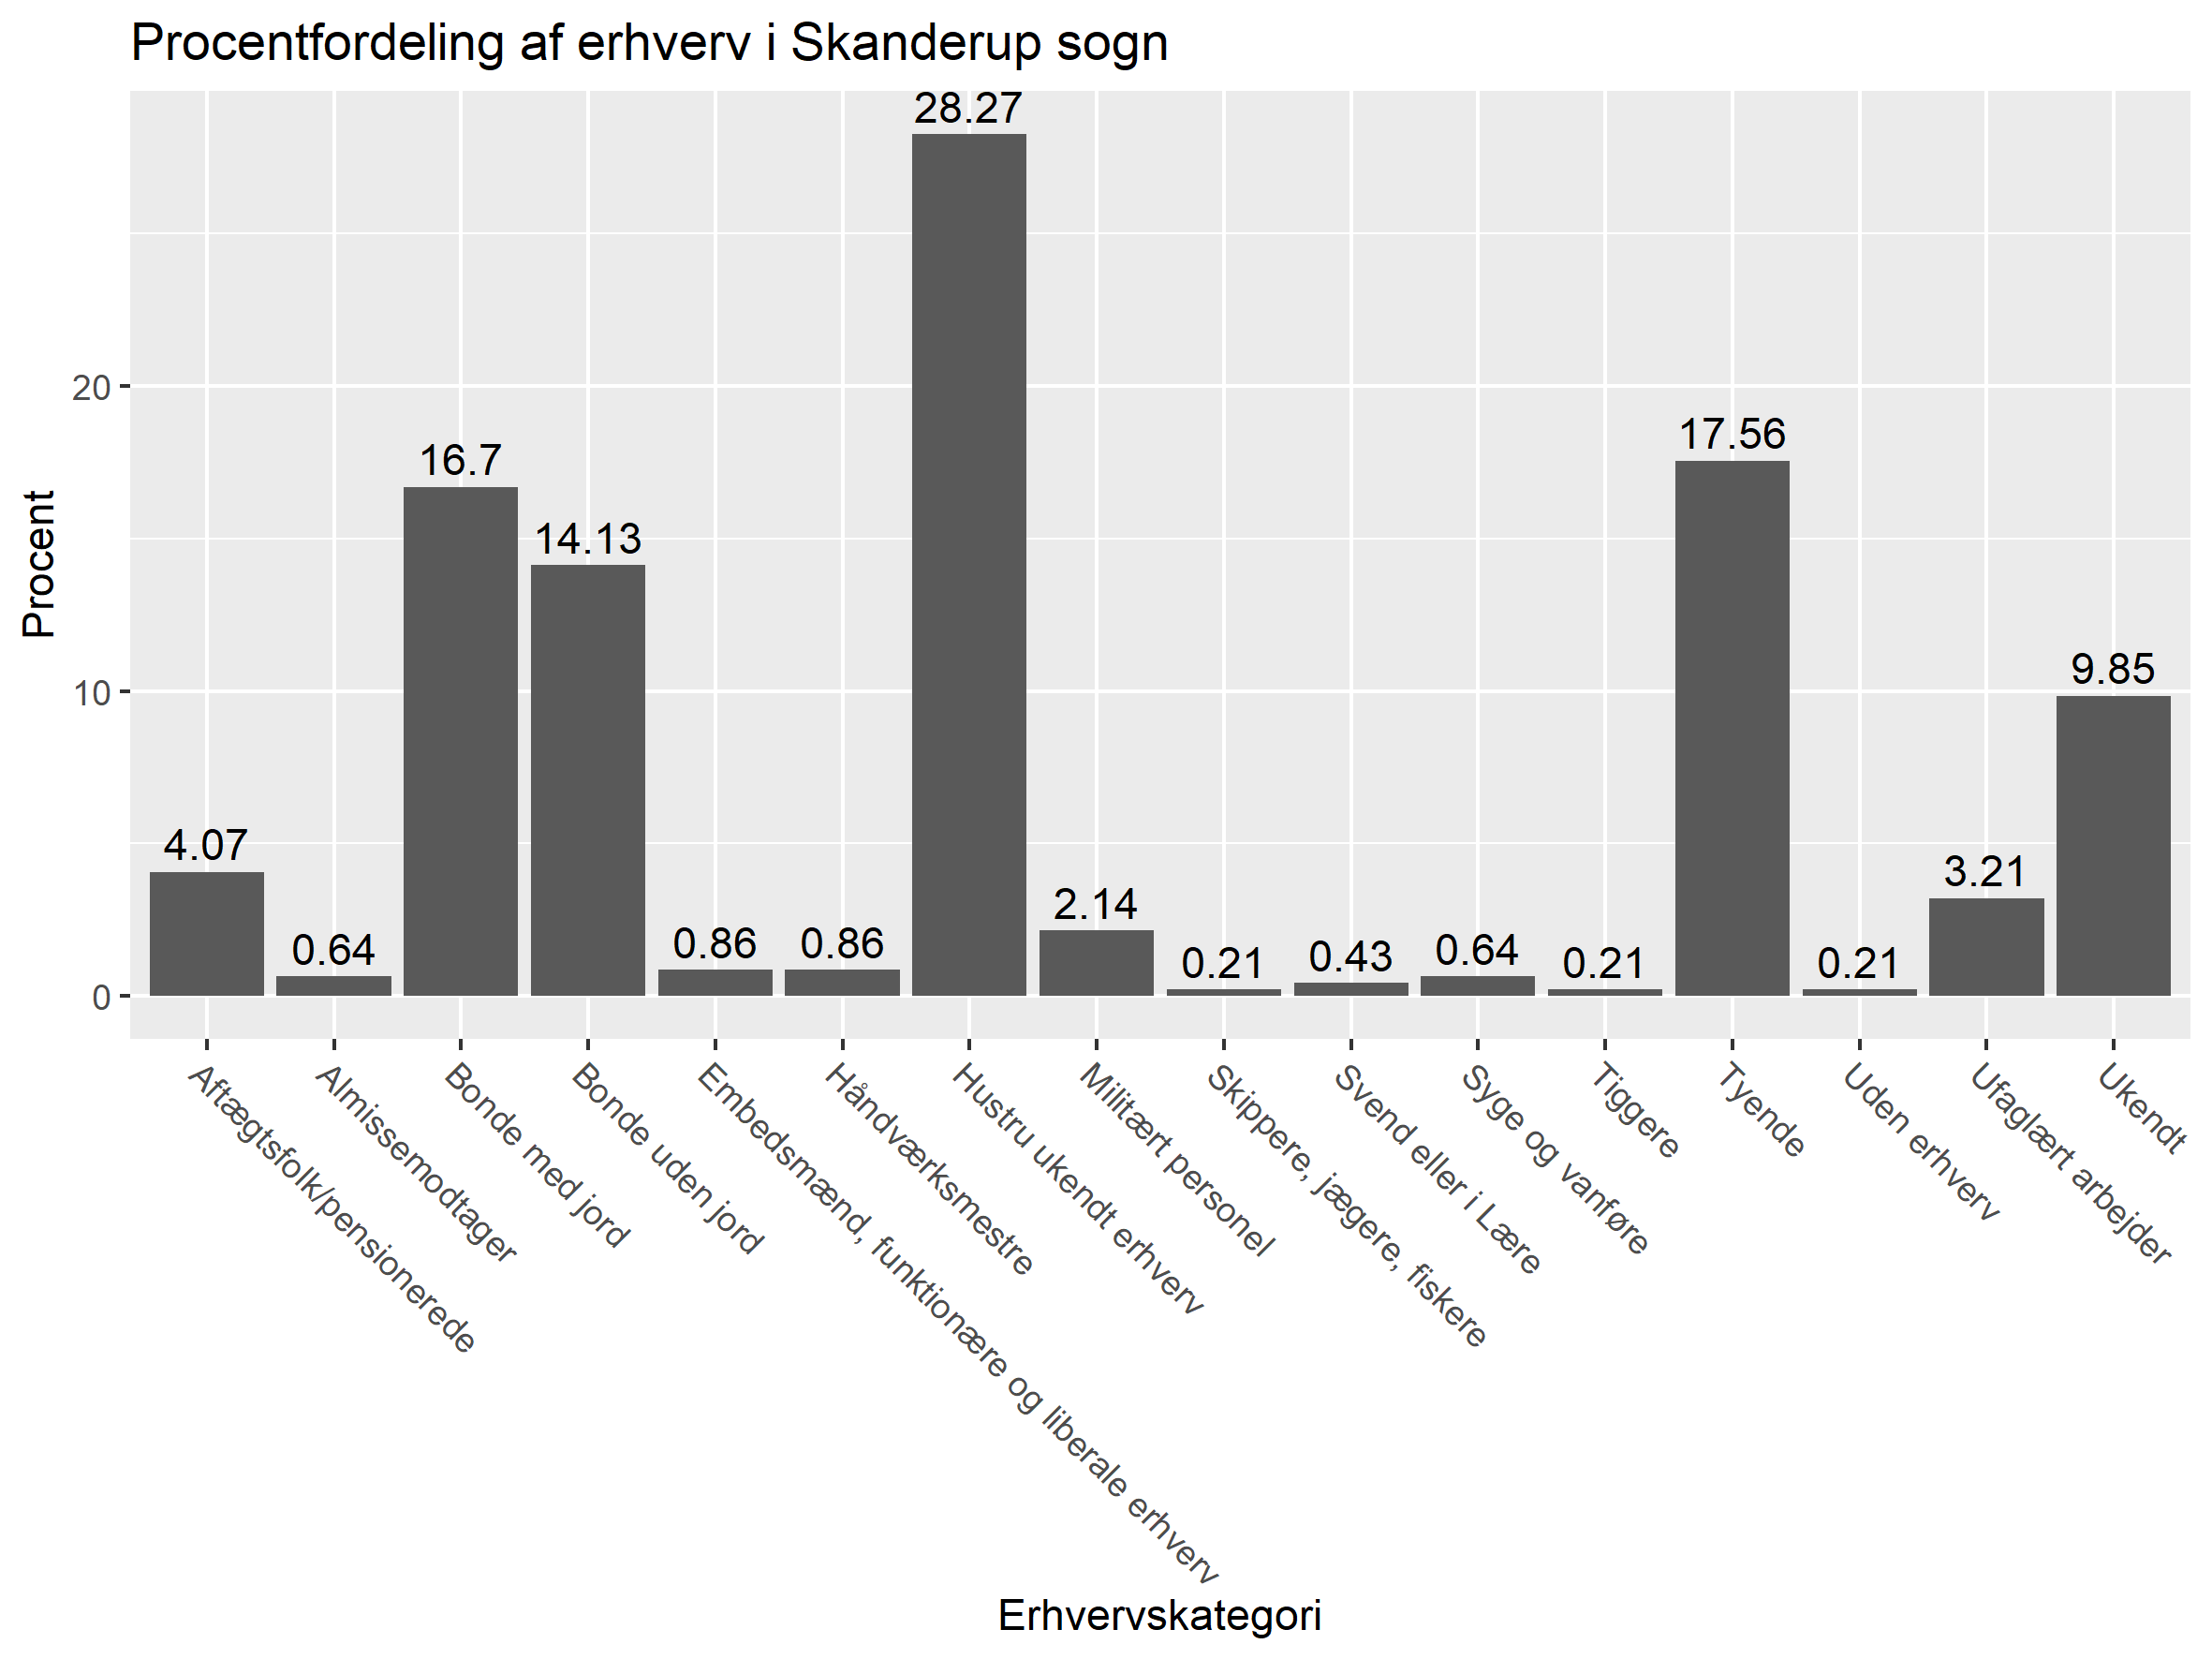 Procentfordeling af erhverv i Skanderup sogn
Procent
20
10
0
4.07
0.64
16.7
14.13
0.86
0.86
28.27
2.14
0.21
0.43
0.64
0.21
17.56
0.21
3.21
9.85
Aftægtsfolk/pensionerede
Almissemodtager
Bonde med jord
Bonde uden jord
Embedsmænd, funktionære og liberale erhverv
Håndværksmestre
Hustru ukendt erhverv
Militært personel
Skippere, jægere, fiskere
Svend eller i Lære
Syge og vanføre
Tiggere
Tyende
Uden erhverv
Ufaglært arbejder
Ukendt
Erhvervskategori